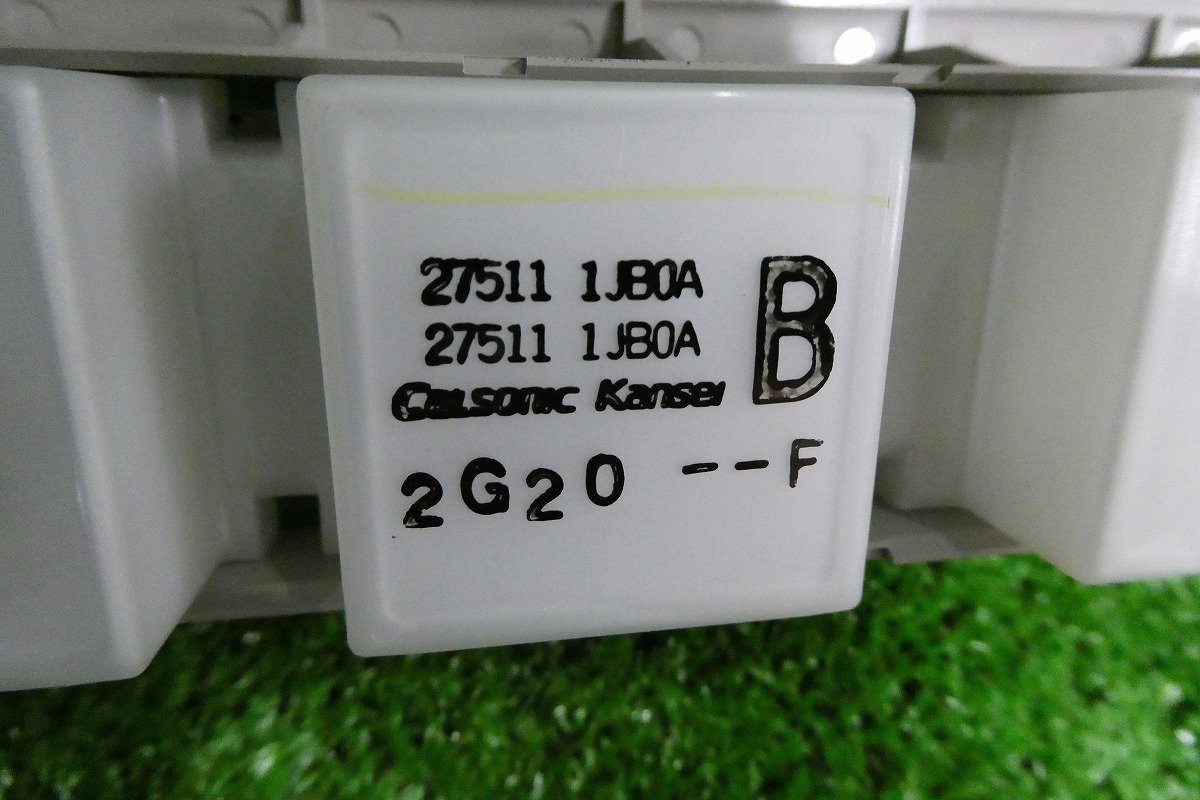 27511 1JB0A
27511 1JB0A
B
Calsonic Kansei
2G20 --F